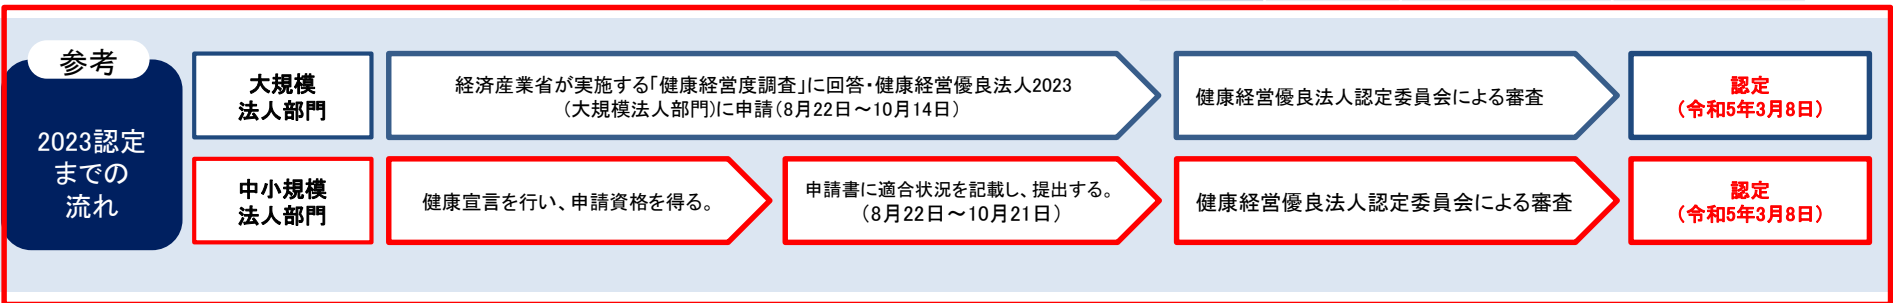 参考
2023認定
までの
流れ
大規模
法人部門
経済産業省が実施する「健康経営度調査」に回答・健康経営優良法人2023
(大規模法人部門)に申請(8月22日～10月14日)
健康経営優良法人認定委員会による審査
認定
(令和5年3月8日)
中小規模
法人部門
健康宣言を行い、申請資格を得る。
申請書に適合状況を記載し、提出する。
(8月22日～10月21日)
健康経営優良法人認定委員会による審査
認定
(令和5年3月8日)